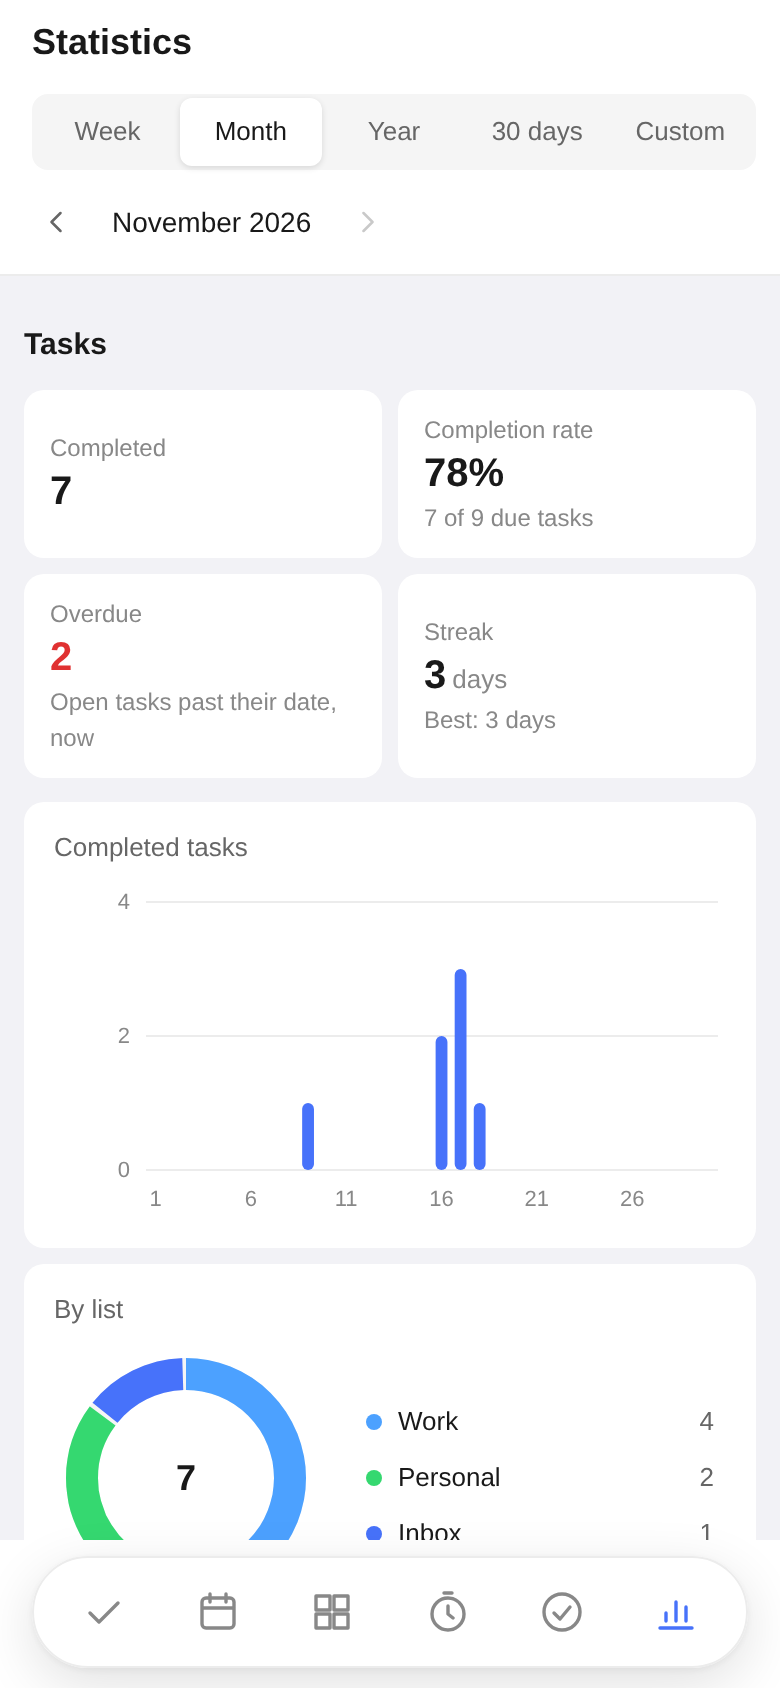 Statistics
Week Month Year 30 days Custom
November 2026
Tasks
Completed
7
Completion rate
78%
7 of 9 due tasks
Overdue
2
Open tasks past their date,
now
Streak
3 days
Best: 3 days
Completed tasks
4
2
0
1 6 11 16 21 26
By list
7
Work 4
Personal 2
Inbox 1